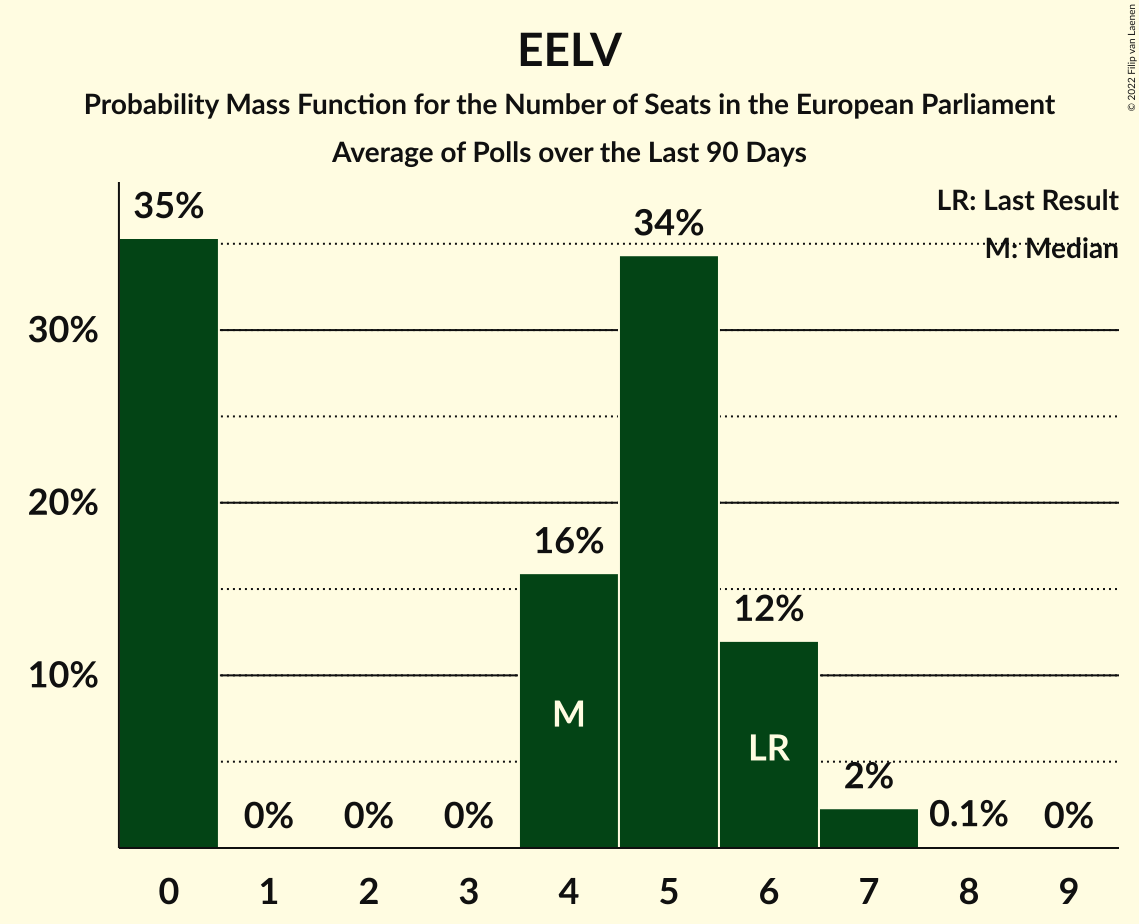 EELV
Probability Mass Function for the Number of Seats in the European Parliament
Average of Polls over the Last 90 Days
© 2022 Filip van Laenen
LR: Last Result
M: Median
35%
34%
30%
20%
16%
12%
10%
M
LR
2%
0% 0% 0% 0.1% 0%
0 1 2 3 4 5 6 7 8 9